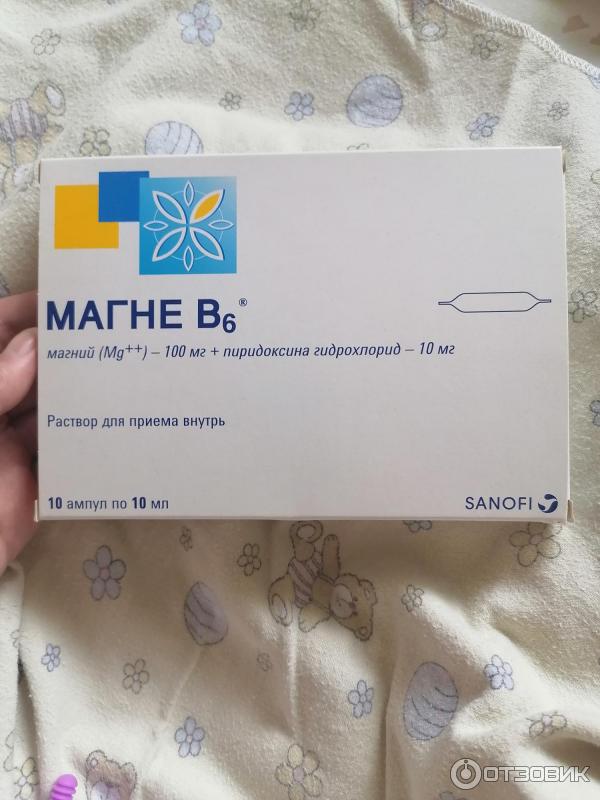 МАГНЕ В6®
магний (Mg++) – 100 мг + пиридоксина гидрохлорид – 10 мг
Раствор для приема внутрь
10 ампул по 10 мл
SANOFI
ОТЗОВИК